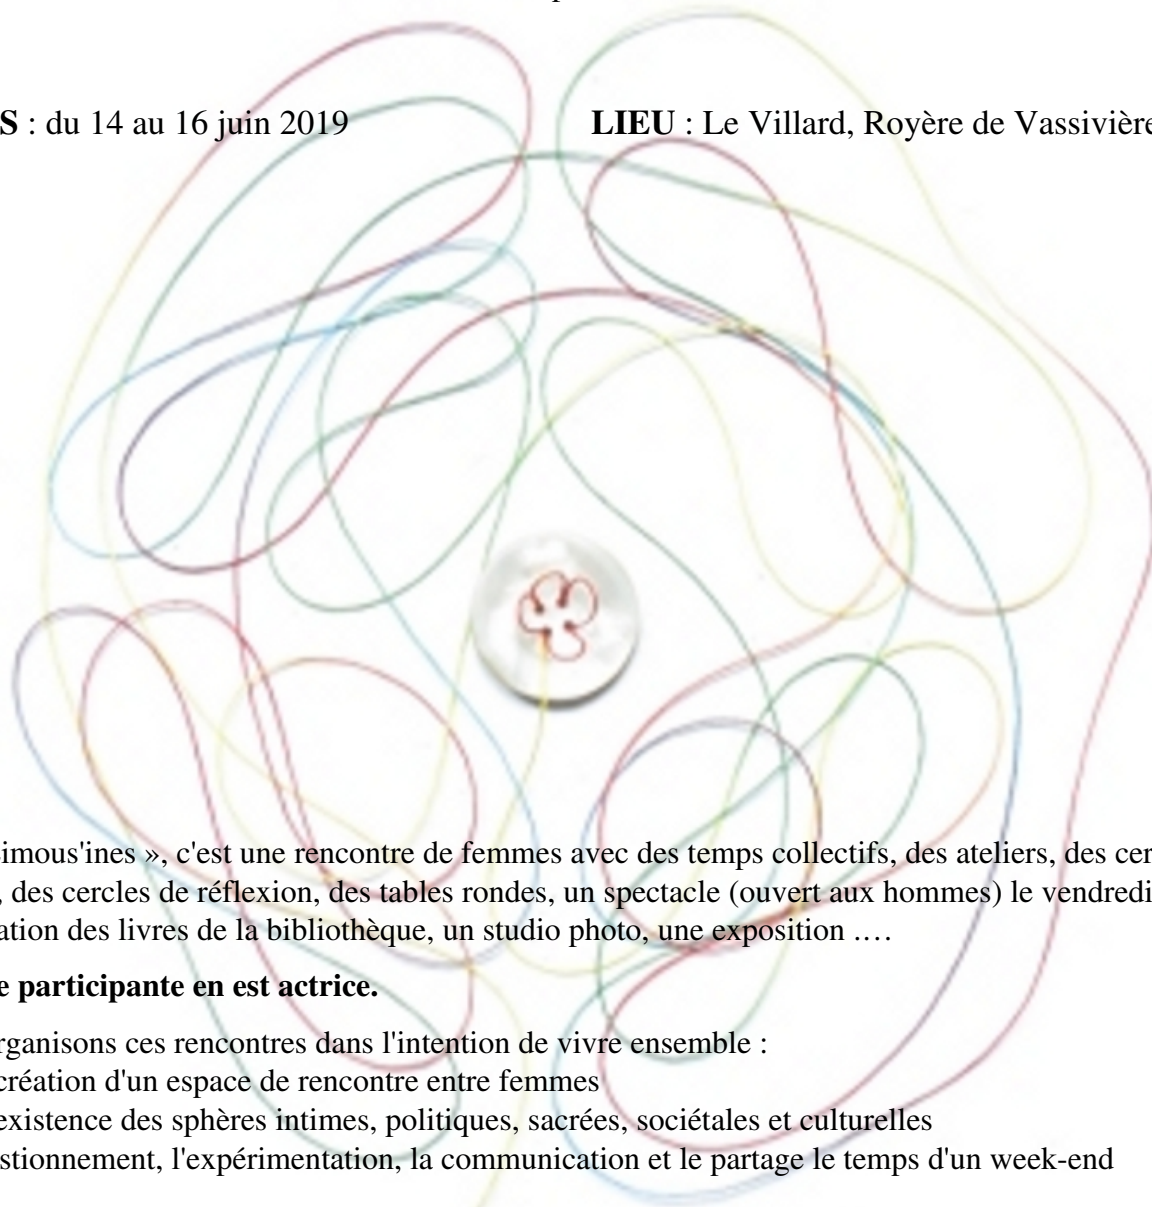 S : du 14 au 16 juin 2019 LIEU : Le Villard, Royère de Vassivière
imous'ines », c'est une rencontre de femmes avec des temps collectifs, des ateliers, des cer
, des cercles de réflexion, des tables rondes, un spectacle (ouvert aux hommes) le vendredi
ation des livres de la bibliothèque, un studio photo, une exposition .…
e participante en est actrice.
rganisons ces rencontres dans l'intention de vivre ensemble :
création d'un espace de rencontre entre femmes
existence des sphères intimes, politiques, sacrées, sociétales et culturelles
stionnement, l'expérimentation, la communication et le partage le temps d'un week-end